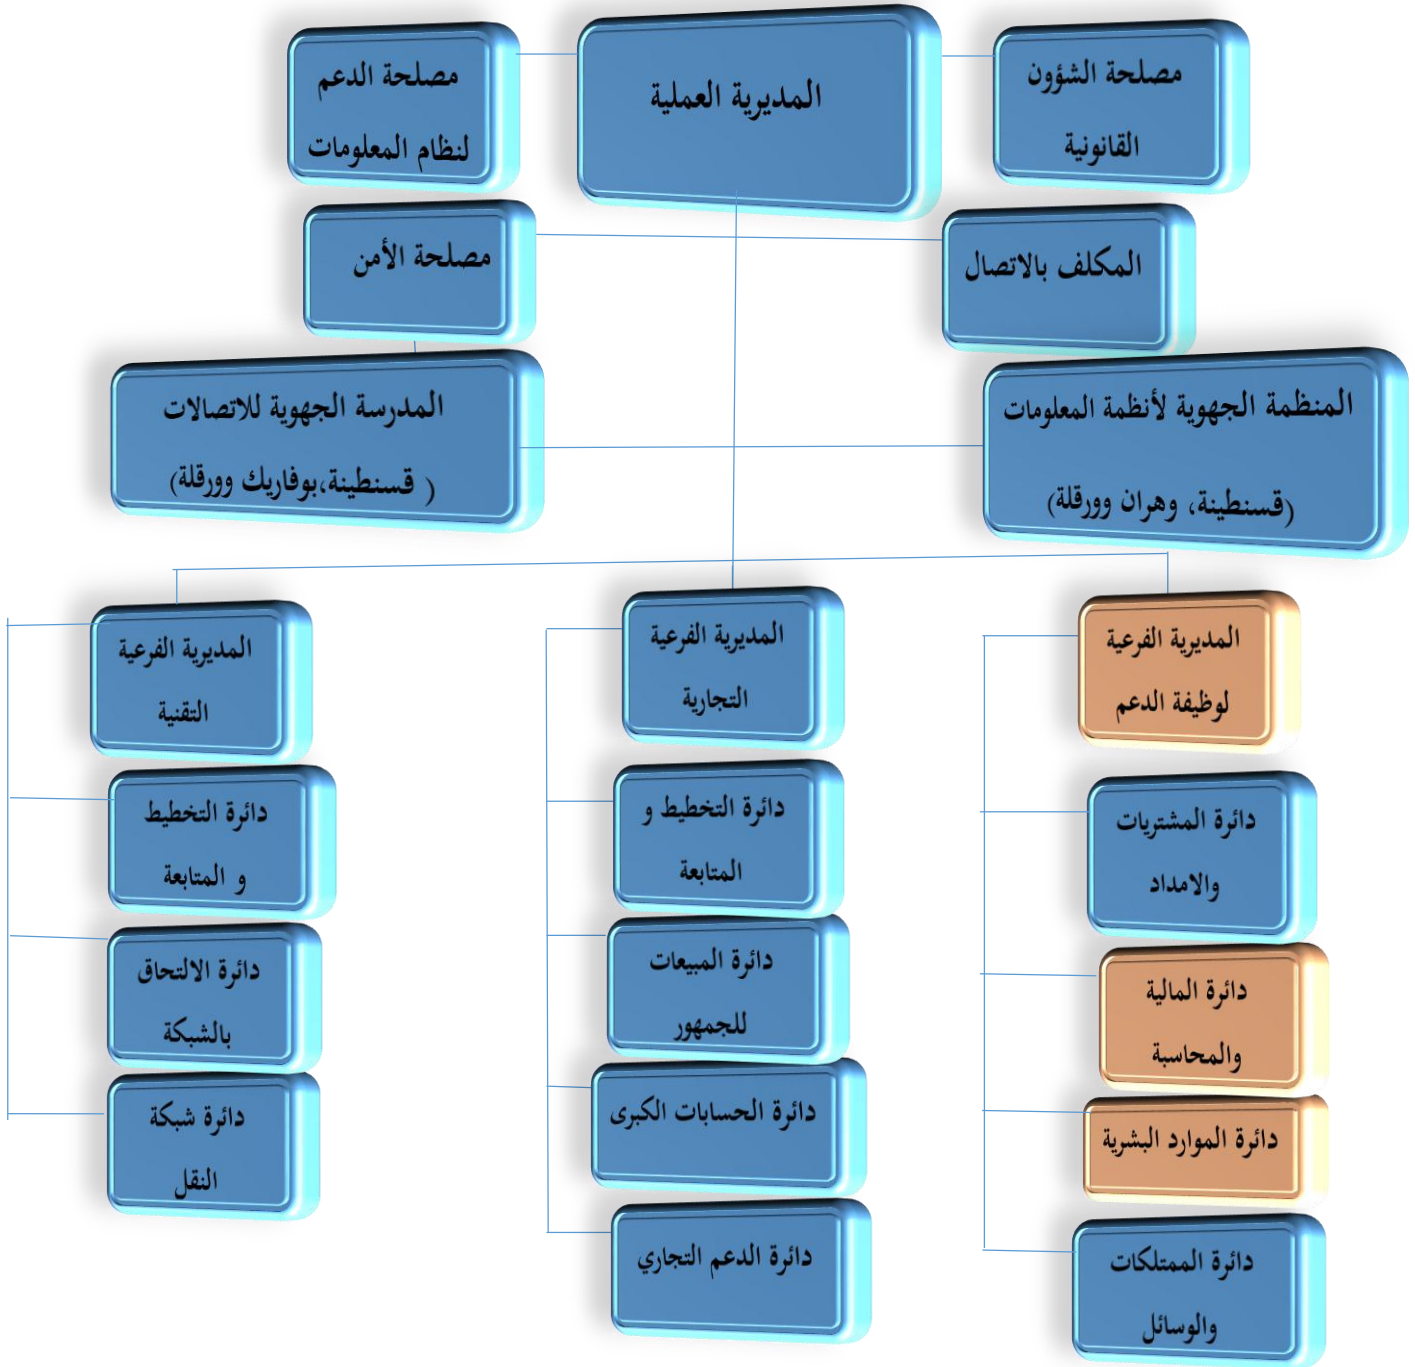 مصلحة الشؤون
القانونية
المديرية العملية
مصلحة الدعم
لنظام المعلومات
المكلف بالاتصال
مصلحة الأمن
المنظمة الجهوية لأنظمة المعلومات
(قسنطينة، وهران وورقلة)
المدرسة الجهوية للاتصالات
( قسنطينة،بوفاريك وورقلة)
المديرية الفرعية
لوظيفة الدعم
دائرة المشتريات
والامداد
دائرة المالية
والمحاسبة
دائرة الموارد البشرية
دائرة الممتلكات
والوسائل
المديرية الفرعية
التجارية
دائرة التخطيط و
المتابعة
دائرة المبيعات
للجمهور
دائرة الحسابات الكبرى
دائرة الدعم التجاري
المديرية الفرعية
التقنية
دائرة التخطيط
و المتابعة
دائرة الالتحاق
بالشبكة
دائرة شبكة
النقل